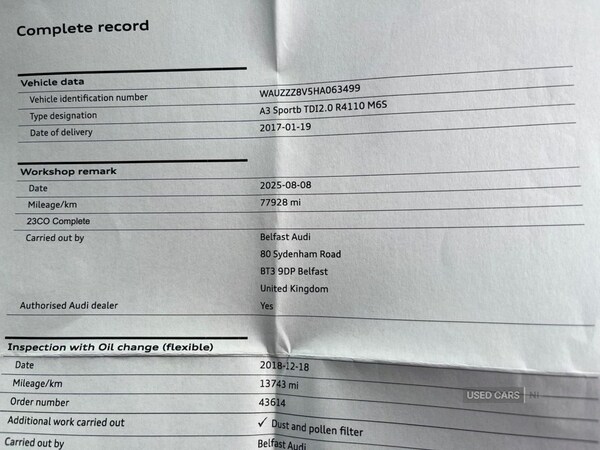 Complete record
Vehicle data
Vehicle identification number WAUZZZ8V5HA063499
Type designation A3 Sportb TDI2.0 R4110 M6S
Date of delivery 2017-01-19
Workshop remark
Date 2025-08-08
Mileage/km 77928 mi
23CO Complete
Carried out by Belfast Audi
80 Sydenham Road
BT3 9DP Belfast
United Kingdom
Authorised Audi dealer Yes
Inspection with Oil change (flexible)
Date 2018-12-18
Mileage/km 13743 mi
Order number 43614
Additional work carried out ✓ Dust and pollen filter
Carried out by Belfast Audi
USED CARS NI